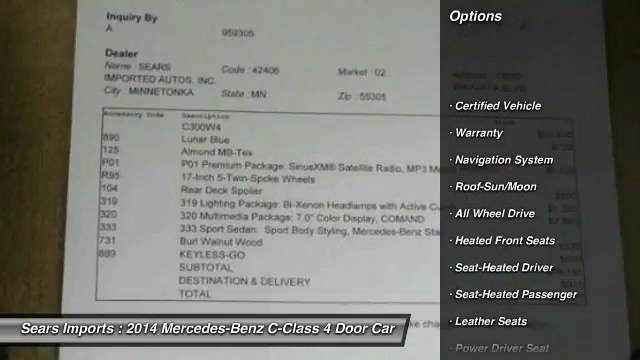 Inquiry By
A 959305
Dealer
Name : SEARS IMPORTED AUTOS, INC. Code : 42406 Market : 02
City : MINNETONKA State : MN Zip : 55305
Accessory Code Description
C300W4
890 Lunar Blue
125 Almond MB-Tex
P01 P01 Premium Package: SiriusXM® Satellite Radio, MP3
R95 17-Inch 5-Twin-Spoke Wheels
104 Rear Deck Spoiler
319 319 Lighting Package: Bi-Xenon Headlamps with Active
320 320 Multimedia Package: 7.0" Color Display, COMAND
333 333 Sport Sedan: Sport Body Styling, Mercedes-Benz
731 Burl Walnut Wood
889 KEYLESS-GO
SUBTOTAL
DESTINATION & DELIVERY
TOTAL
Options
· Certified Vehicle
· Warranty
· Navigation System
· Roof-Sun/Moon
· All Wheel Drive
· Heated Front Seats
· Seat-Heated Driver
· Seat-Heated Passenger
· Leather Seats
· Power Driver Seat
Sears Imports : 2014 Mercedes-Benz C-Class 4 Door Car